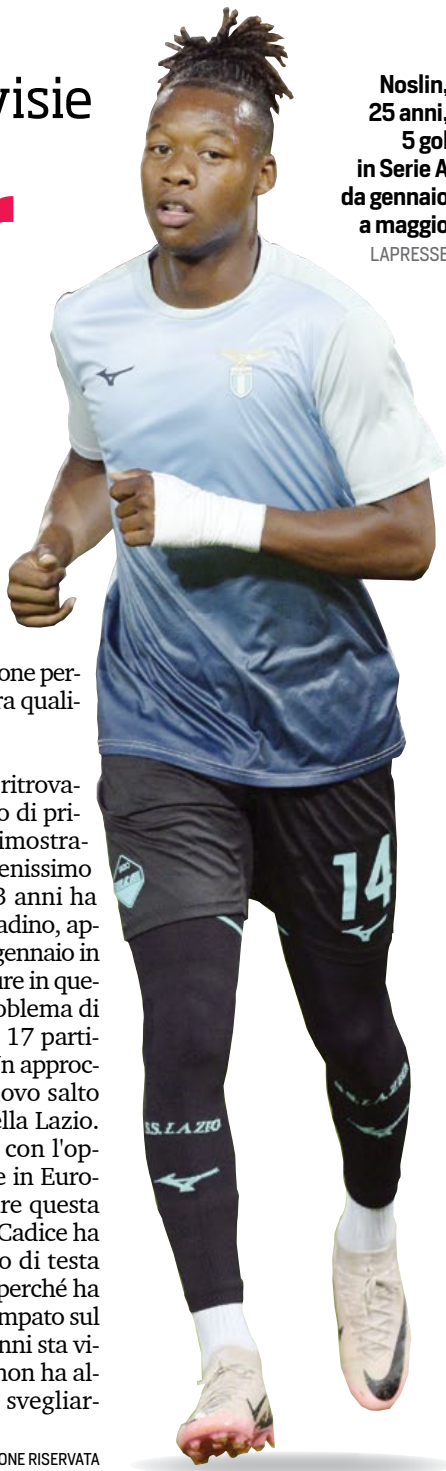 visie
Noslin,
25 anni,
5 gol
in Serie A
da gennaio
a maggio
LAPRESSE
one per-
ra quali-
ritrova-
o di pri-
imostra-
enissimo
3 anni ha
adino, ap-
gennaio in
ure in que-
oblema di
17 parti-
n approc-
ovo salto
ella Lazio.
con l'op-
e in Euro-
re questa
Cadice ha
o di testa
perché ha
mpato sul
nni sta vi-
non ha al-
svegliar-
ONE RISERVATA
14
S.S. LAZIO
S.S. LAZIO